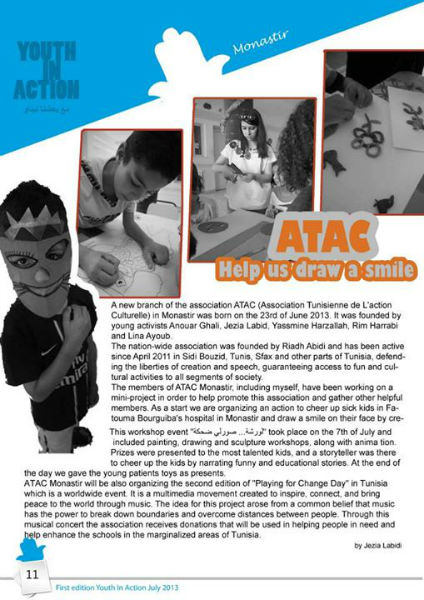 Monastir
YOUTH
IN
ACTION
ATAC
Help us draw a smile
A new branch of the association ATAC (Association Tunisienne de L'action
Culturelle) in Monastir was born on the 23rd of June 2013. It was founded by
young activists Anouar Ghali, Jezia Labid, Yassmine Harzallah, Rim Harrabi
and Lina Ayoub.
The nation-wide association was founded by Riadh Abidi and has been active
since April 2011 in Sidi Bouzid, Tunis, Sfax and other parts of Tunisia, defend-
ing the liberties of creation and speech, guaranteeing access to fun and cul-
tural activities to all segments of society.
The members of ATAC Monastir, including myself, have been working on a
mini-project in order to help promote this association and gather other helpful
members. As a start we are organizing an action to cheer up sick kids in Fa-
touma Bourguiba's hospital in Monastir and draw a smile on their face by cre-
This workshop event "لورشة... صورلي ضحكة" took place on the 7th of July and
included painting, drawing and sculpture workshops, along with anima tion.
Prizes were presented to the most talented kids, and a storyteller was there
to cheer up the kids by narrating funny and educational stories. At the end of
the day we gave the young patients toys as presents.
ATAC Monastir will be also organizing the second edition of "Playing for Change Day" in Tunisia
which is a worldwide event. It is a multimedia movement created to inspire, connect, and bring
peace to the world through music. The idea for this project arose from a common belief that music
has the power to break down boundaries and overcome distances between people. Through this
musical concert the association receives donations that will be used in helping people in need and
help enhance the schools in the marginalized areas of Tunisia.
by Jezia Labidi
11
First edition Youth In Action July 2013